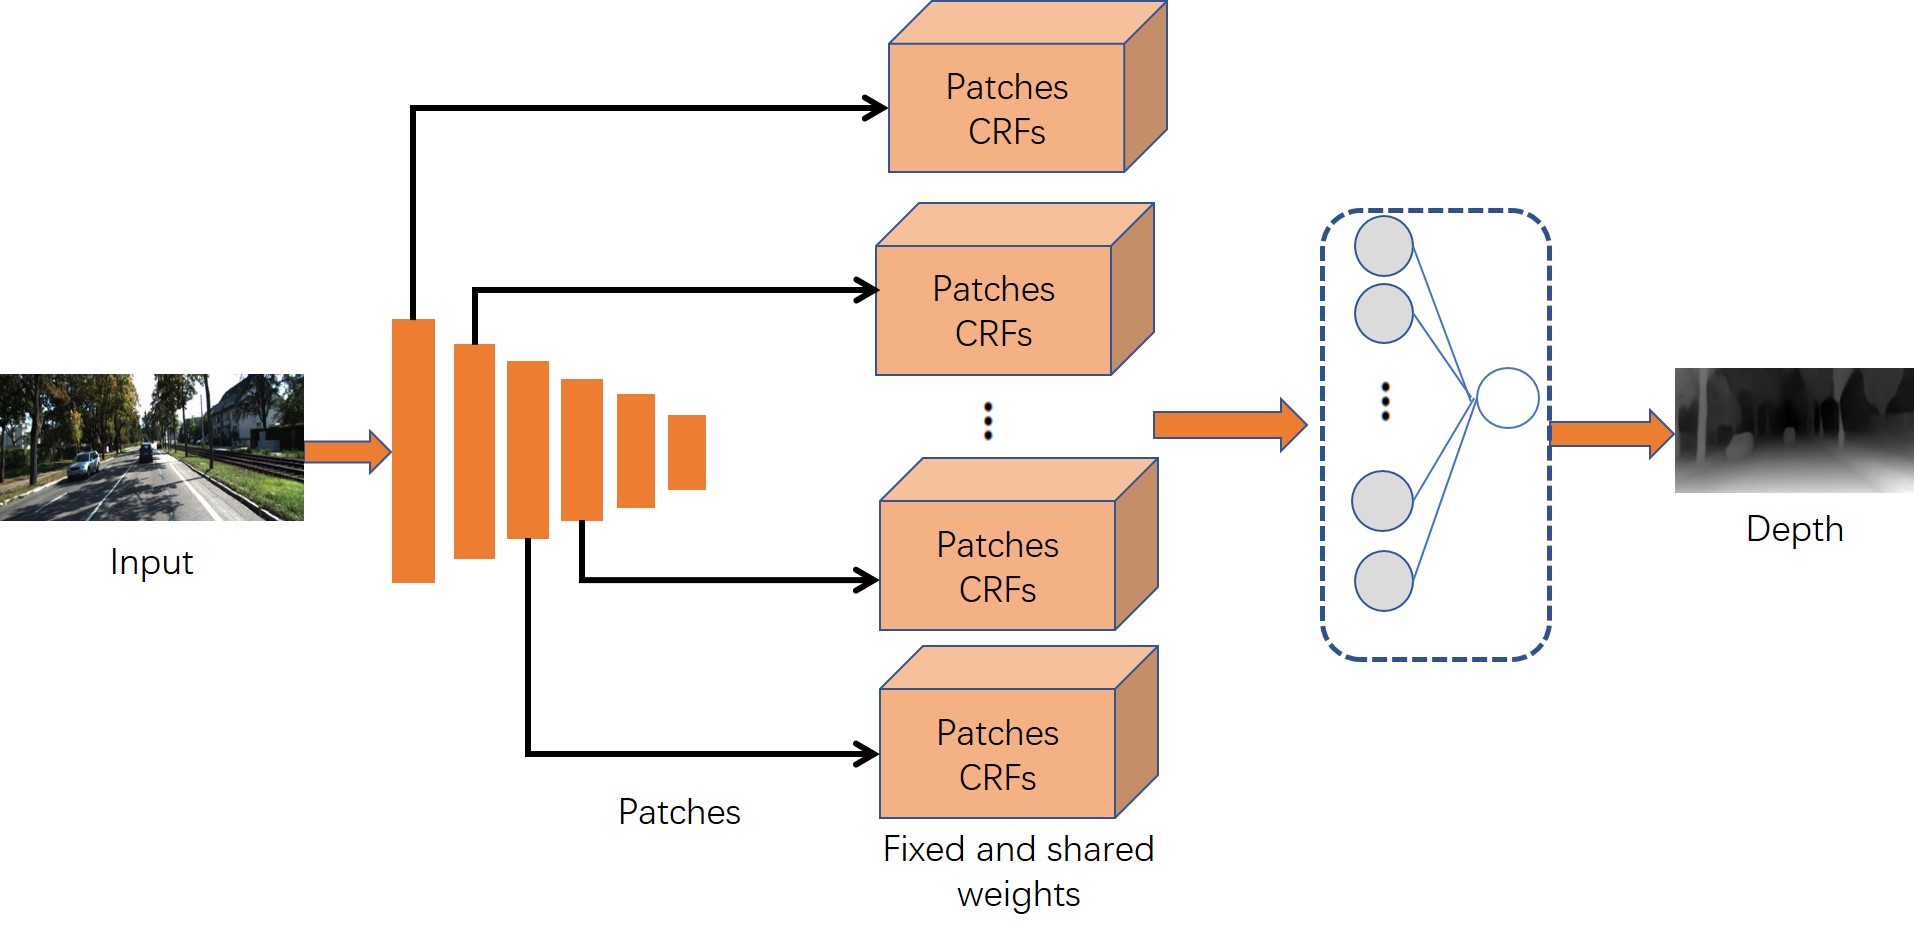 Patches
CRFs
Patches
CRFs
Patches
CRFs
Patches
CRFs
Input
Depth
Patches
Fixed and shared
weights